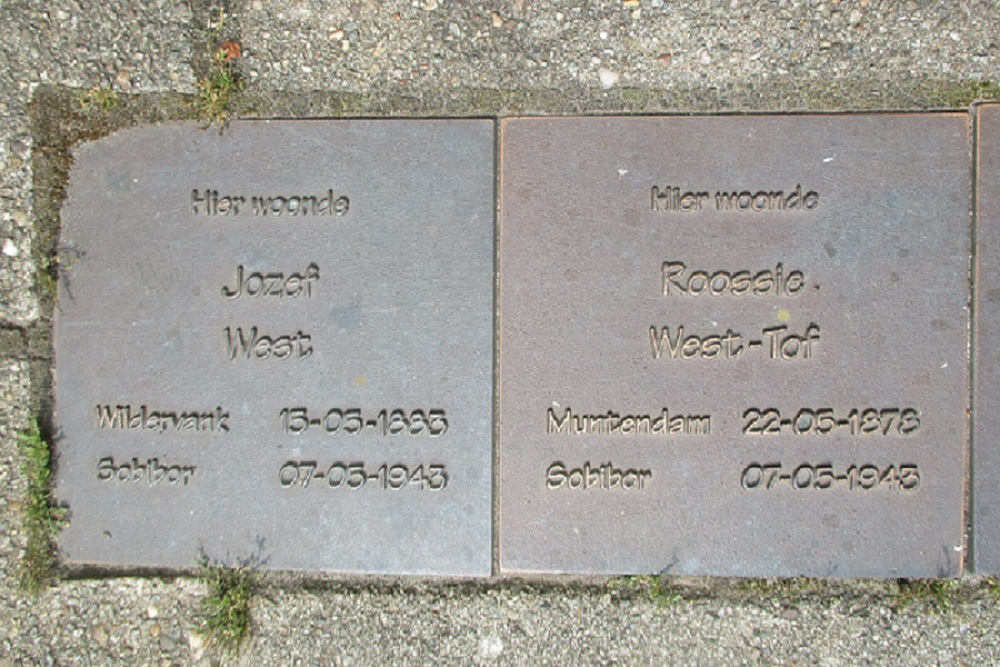 Hier woonde
Jozef
West
Wildervank 15-05-1883
Sobibor 07-05-1943
Hier woonde
Roossie
West-Tof
Muntendam 22-05-1878
Sobibor 07-05-1943